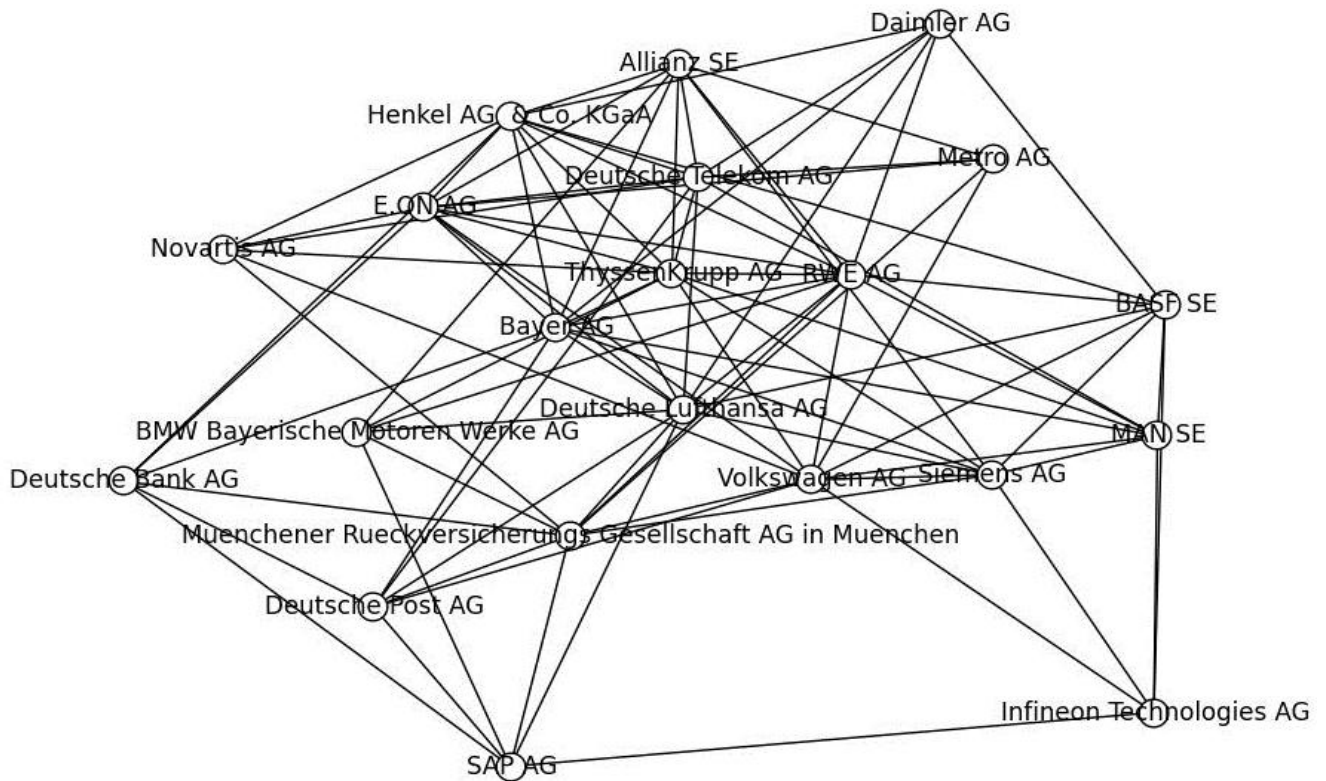 Daimler AG
Allianz SE
Henkel AG & Co. KGaA
Metro AG
Deutsche Telekom AG
E.ON AG
Novartis AG
ThyssenKrupp AG
RWE AG
BASF SE
Bayer AG
Deutsche Lufthansa AG
BMW Bayerische Motoren Werke AG
MAN SE
Deutsche Bank AG
Volkswagen AG
Siemens AG
Muenchener Rueckversicherungs Gesellschaft AG in Muenchen
Deutsche Post AG
Infineon Technologies AG
SAP AG